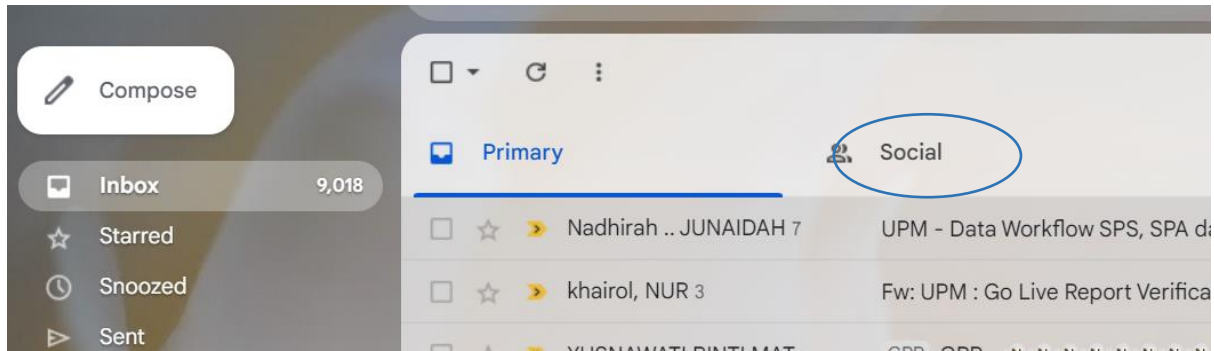 Compose
Primary
Social
Inbox 9,018
Starred
Nadhirah .. JUNAIDAH 7 UPM - Data Workflow SPS, SPA da
Snoozed
khairol, NUR 3 Fw: UPM : Go Live Report Verifica
Sent